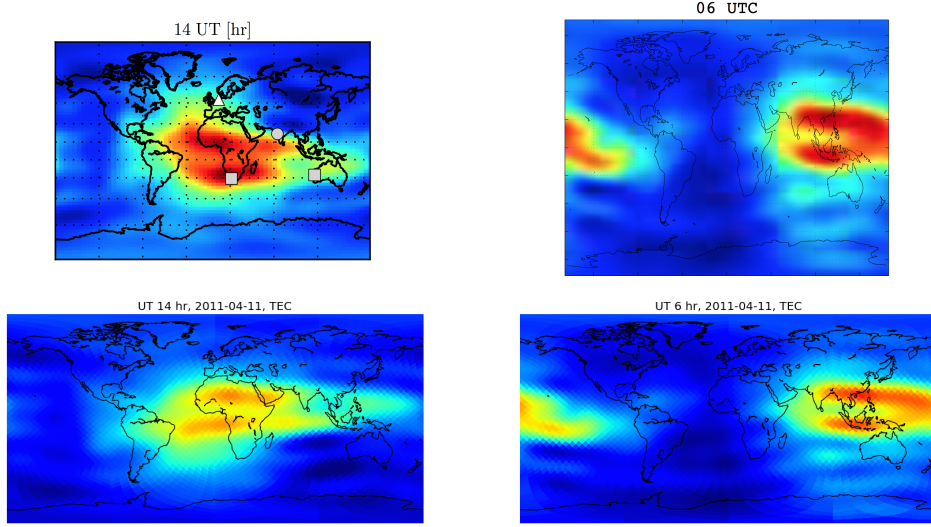 14 UT [hr]
06 UTC
UT 14 hr, 2011-04-11, TEC
UT 6 hr, 2011-04-11, TEC